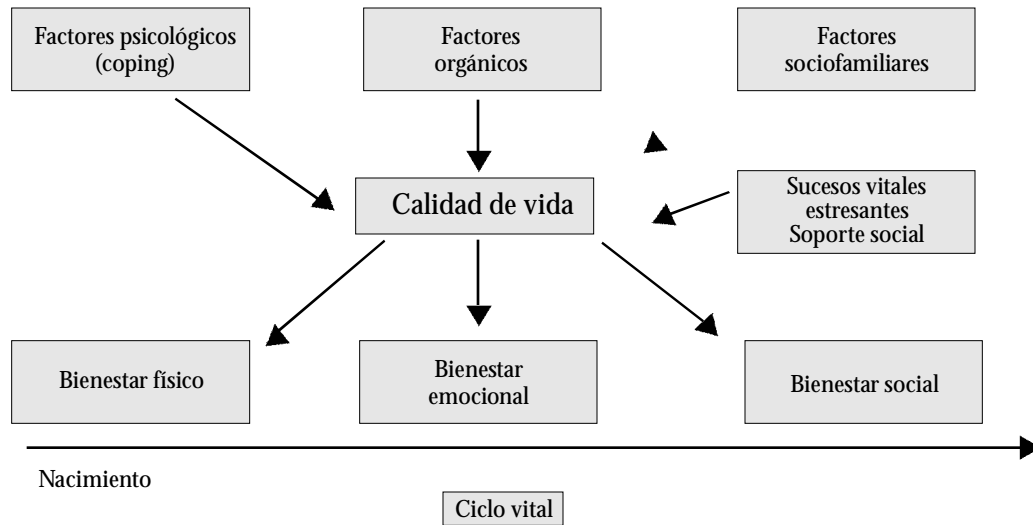 Factores psicológicos
(coping)
Factores
orgánicos
Factores
sociofamiliares
Calidad de vida
Sucesos vitales
estresantes
Soporte social
Bienestar físico
Bienestar
emocional
Bienestar social
Nacimiento
Ciclo vital